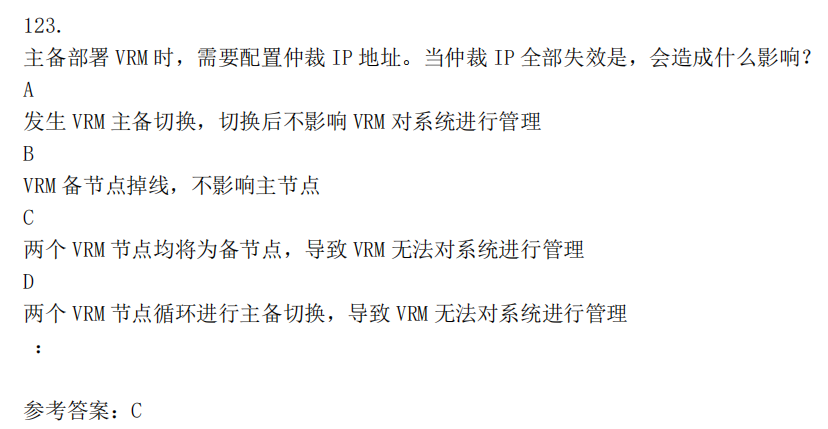 123.
主备部署 VRM 时，需要配置仲裁 IP 地址。当仲裁 IP 全部失效是，会造成什么影响？
A
发生 VRM 主备切换，切换后不影响 VRM 对系统进行管理
B
VRM 备节点掉线，不影响主节点
C
两个 VRM 节点均将为备节点，导致 VRM 无法对系统进行管理
D
两个 VRM 节点循环进行主备切换，导致 VRM 无法对系统进行管理
：
参考答案：C